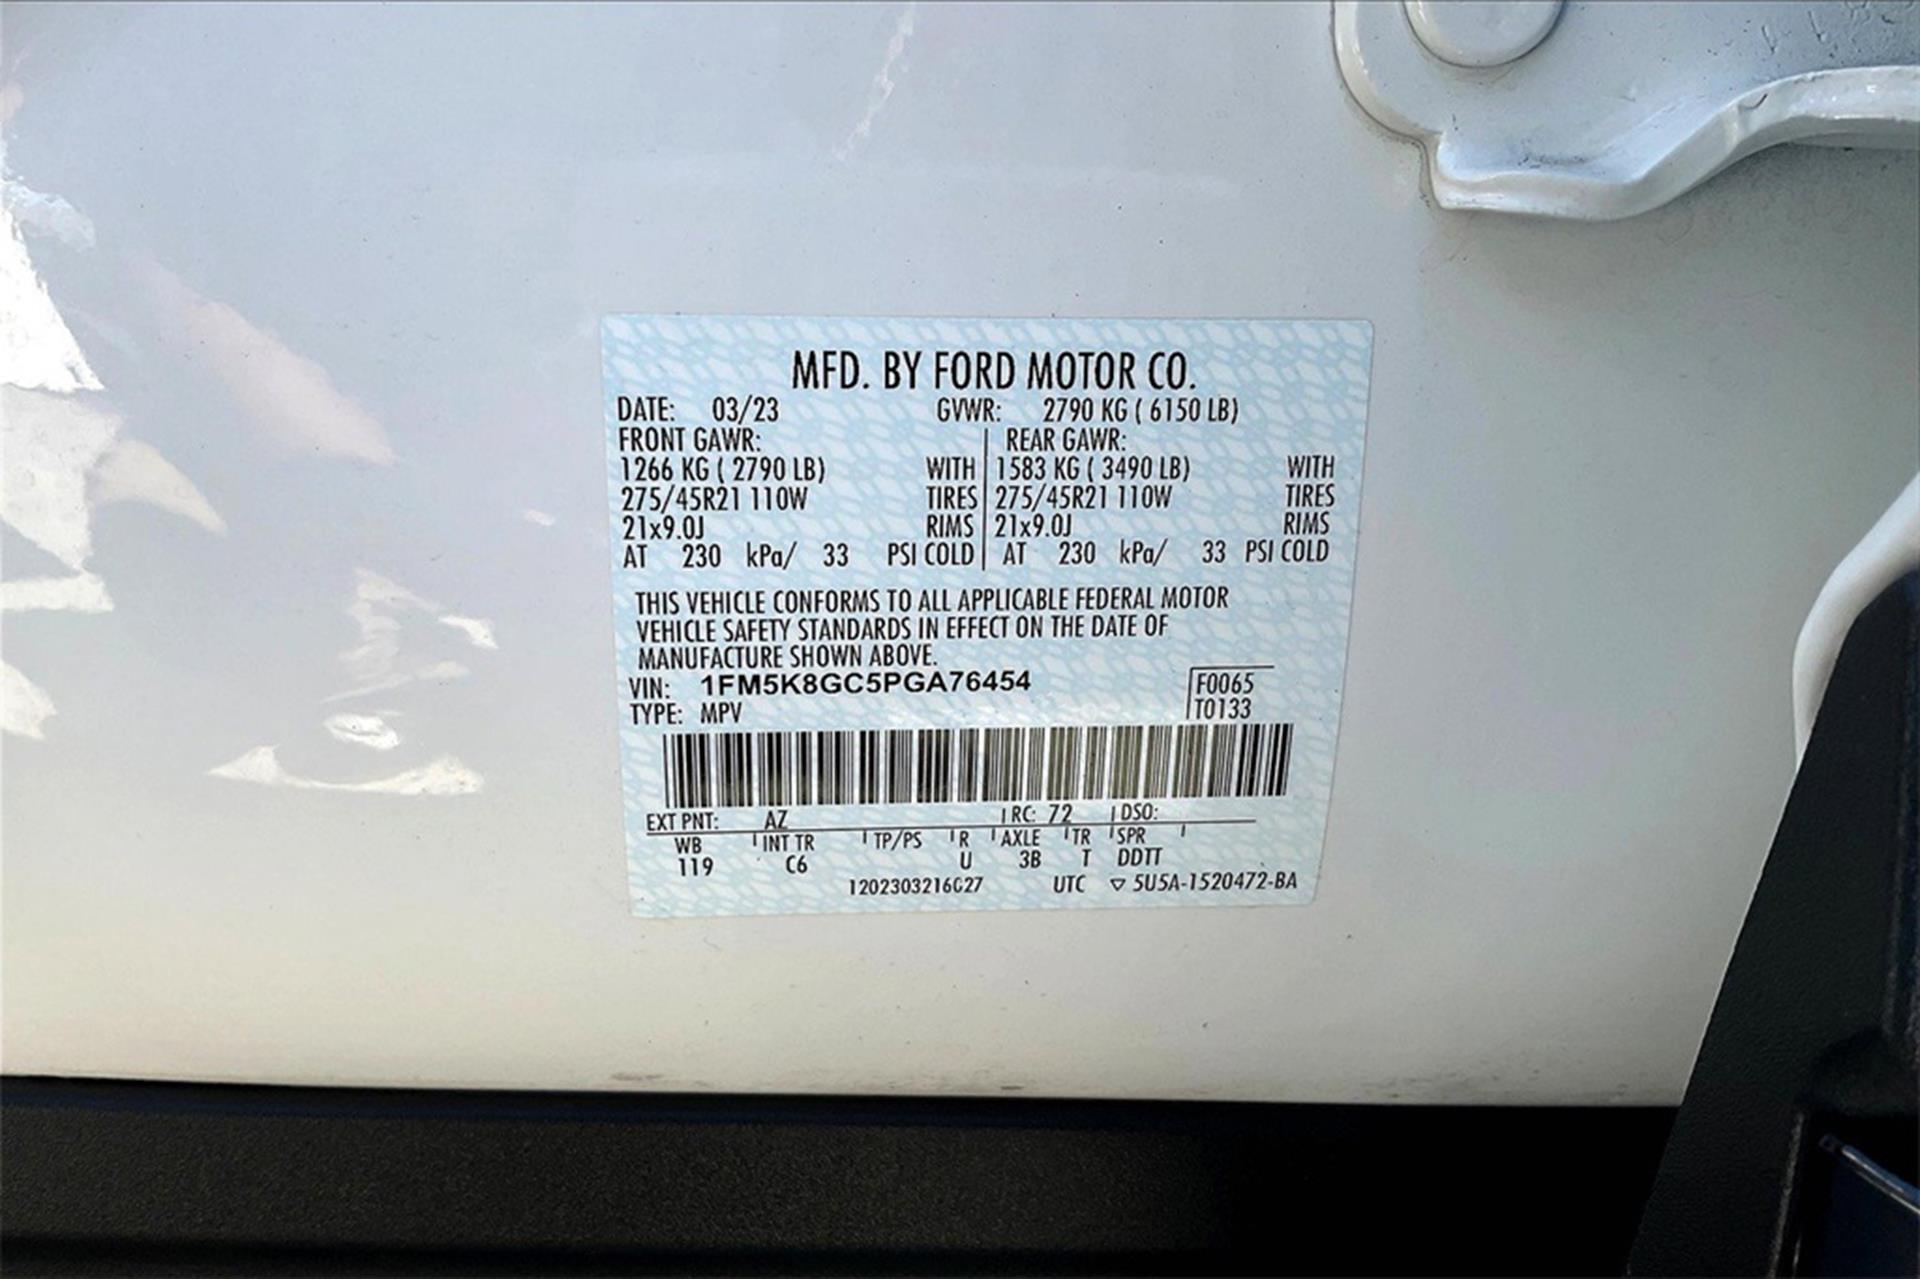 MFD. BY FORD MOTOR CO.
DATE: 03/23 GVWR: 2790 KG ( 6150 LB)
FRONT GAWR: REAR GAWR:
1266 KG ( 2790 LB) WITH 1583 KG ( 3490 LB) WITH
275/45R21 110W TIRES 275/45R21 110W TIRES
21x9.0J RIMS 21x9.0J RIMS
AT 230 kPa/ 33 PSI COLD AT 230 kPa/ 33 PSI COLD
THIS VEHICLE CONFORMS TO ALL APPLICABLE FEDERAL MOTOR
VEHICLE SAFETY STANDARDS IN EFFECT ON THE DATE OF
MANUFACTURE SHOWN ABOVE.
VIN: 1FM5K8GC5PGA76454 F0065
TYPE: MPV T0133
EXT PNT: AZ RC: 72 DSO:
WB INT TR TP/PS R AXLE TR SPR
119 C6 U 3B T DDTT
1202303216027 UTC ▽ 5U5A-1520472-BA